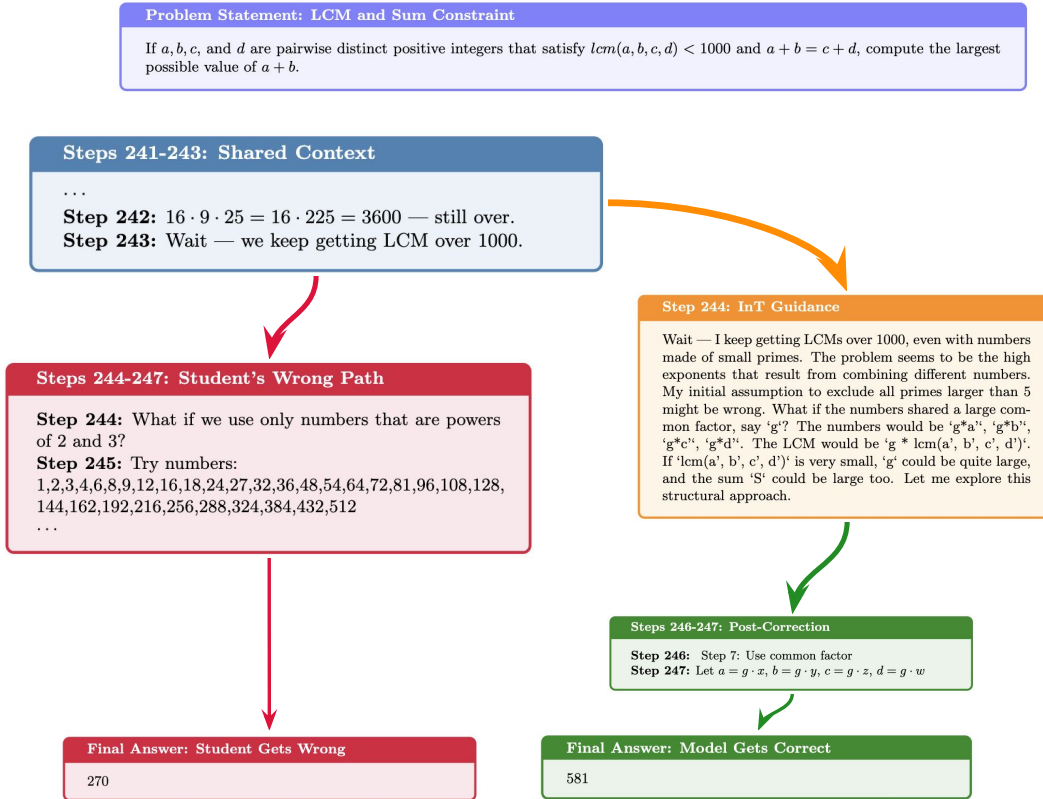 Problem Statement: LCM and Sum Constraint
If a, b, c, and d are pairwise distinct positive integers that satisfy lcm(a, b, c, d) < 1000 and a + b = c + d, compute the largest
possible value of a + b.
Steps 241-243: Shared Context
...
Step 242: 16 · 9 · 25 = 16 · 225 = 3600 — still over.
Step 243: Wait — we keep getting LCM over 1000.
Step 244: InT Guidance
Wait — I keep getting LCMs over 1000, even with numbers
made of small primes. The problem seems to be the high
exponents that result from combining different numbers.
My initial assumption to exclude all primes larger than 5
might be wrong. What if the numbers shared a large com-
mon factor, say ‘g‘? The numbers would be ‘g*a’‘, ‘g*b’‘,
‘g*c’‘, ‘g*d’‘. The LCM would be ‘g * lcm(a’, b’, c’, d’)‘.
If ‘lcm(a’, b’, c’, d’)‘ is very small, ‘g‘ could be quite large,
and the sum ‘S‘ could be large too. Let me explore this
structural approach.
Steps 244-247: Student's Wrong Path
Step 244: What if we use only numbers that are powers
of 2 and 3?
Step 245: Try numbers:
1,2,3,4,6,8,9,12,16,18,24,27,32,36,48,54,64,72,81,96,108,128,
144,162,192,216,256,288,324,384,432,512
...
Steps 246-247: Post-Correction
Step 246: Step 7: Use common factor
Step 247: Let a = g · x, b = g · y, c = g · z, d = g · w
Final Answer: Student Gets Wrong
270
Final Answer: Model Gets Correct
581